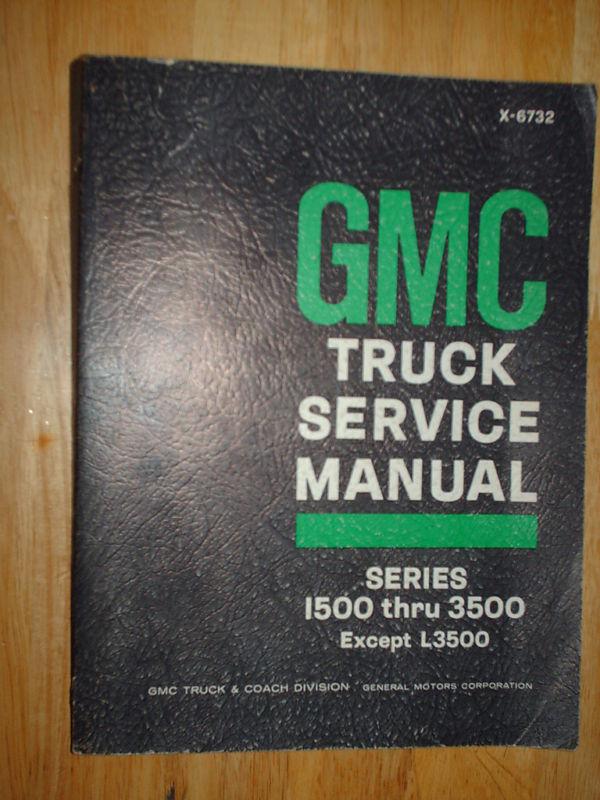 X-6732
GMC
TRUCK
SERVICE
MANUAL
SERIES
1500 thru 3500
Except L3500
GMC TRUCK & COACH DIVISION · GENERAL MOTORS CORPORATION